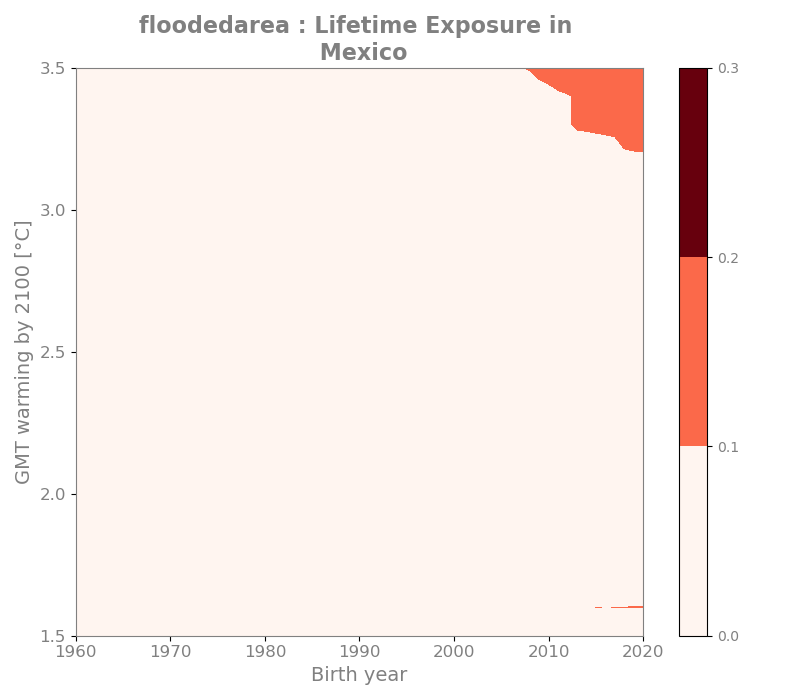 floodedarea : Lifetime Exposure in
Mexico
3.5
3.0
2.5
2.0
1.5
GMT warming by 2100 [°C]
1960 1970 1980 1990 2000 2010 2020
Birth year
0.3
0.2
0.1
0.0